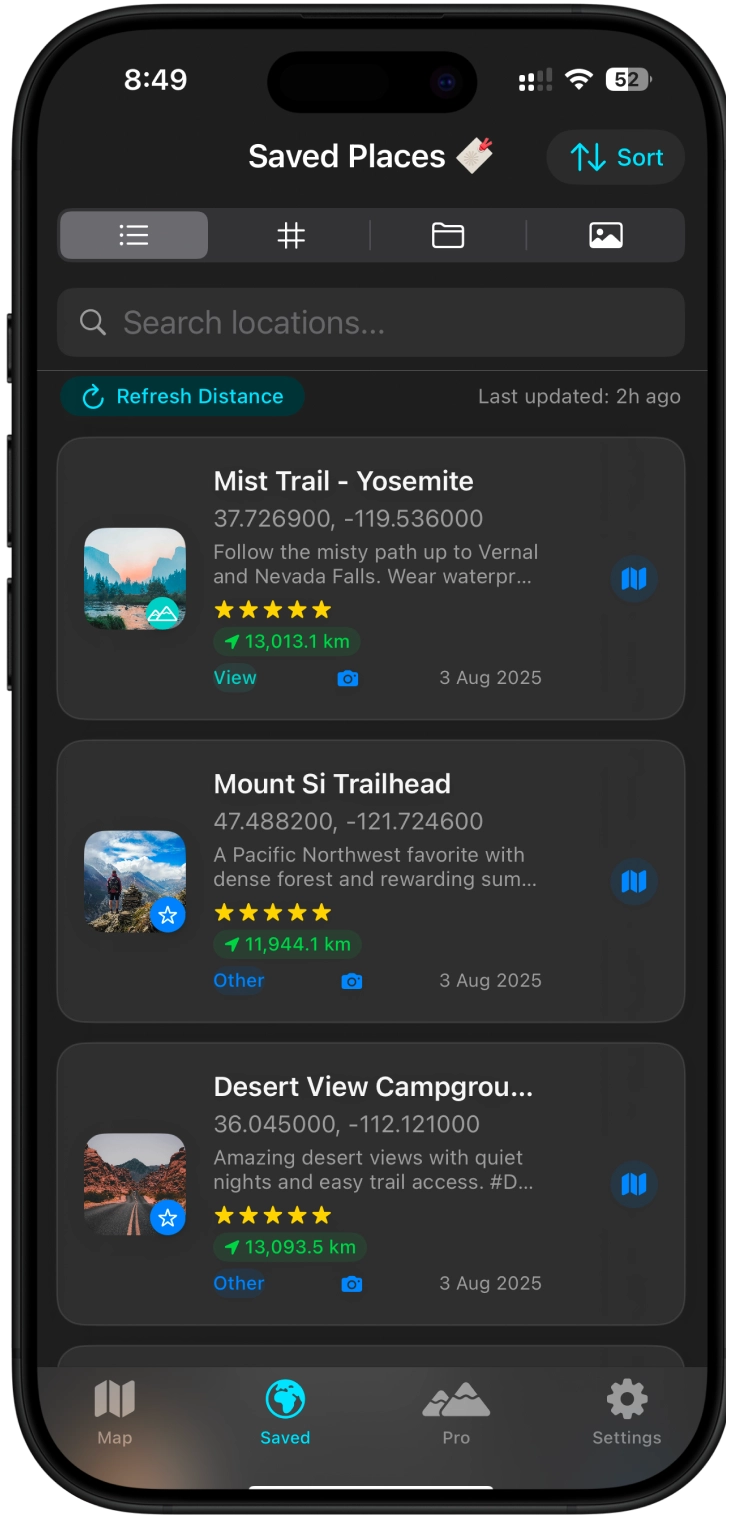 8:49
52
Saved Places
Sort
Search locations...
Refresh Distance
Last updated: 2h ago
Mist Trail - Yosemite
37.726900, -119.536000
Follow the misty path up to Vernal
and Nevada Falls. Wear waterpr...
13,013.1 km
View
3 Aug 2025
Mount Si Trailhead
47.488200, -121.724600
A Pacific Northwest favorite with
dense forest and rewarding sum...
11,944.1 km
Other
3 Aug 2025
Desert View Campgrou...
36.045000, -112.121000
Amazing desert views with quiet
nights and easy trail access. #D...
13,093.5 km
Other
3 Aug 2025
Map
Saved
Pro
Settings